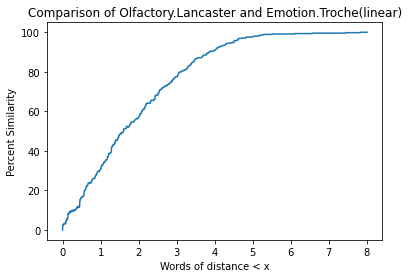 Comparison of Olfactory.Lancaster and Emotion.Troche(linear)
100
80
60
40
20
0
Percent Similarity
0 1 2 3 4 5 6 7 8
Words of distance < x